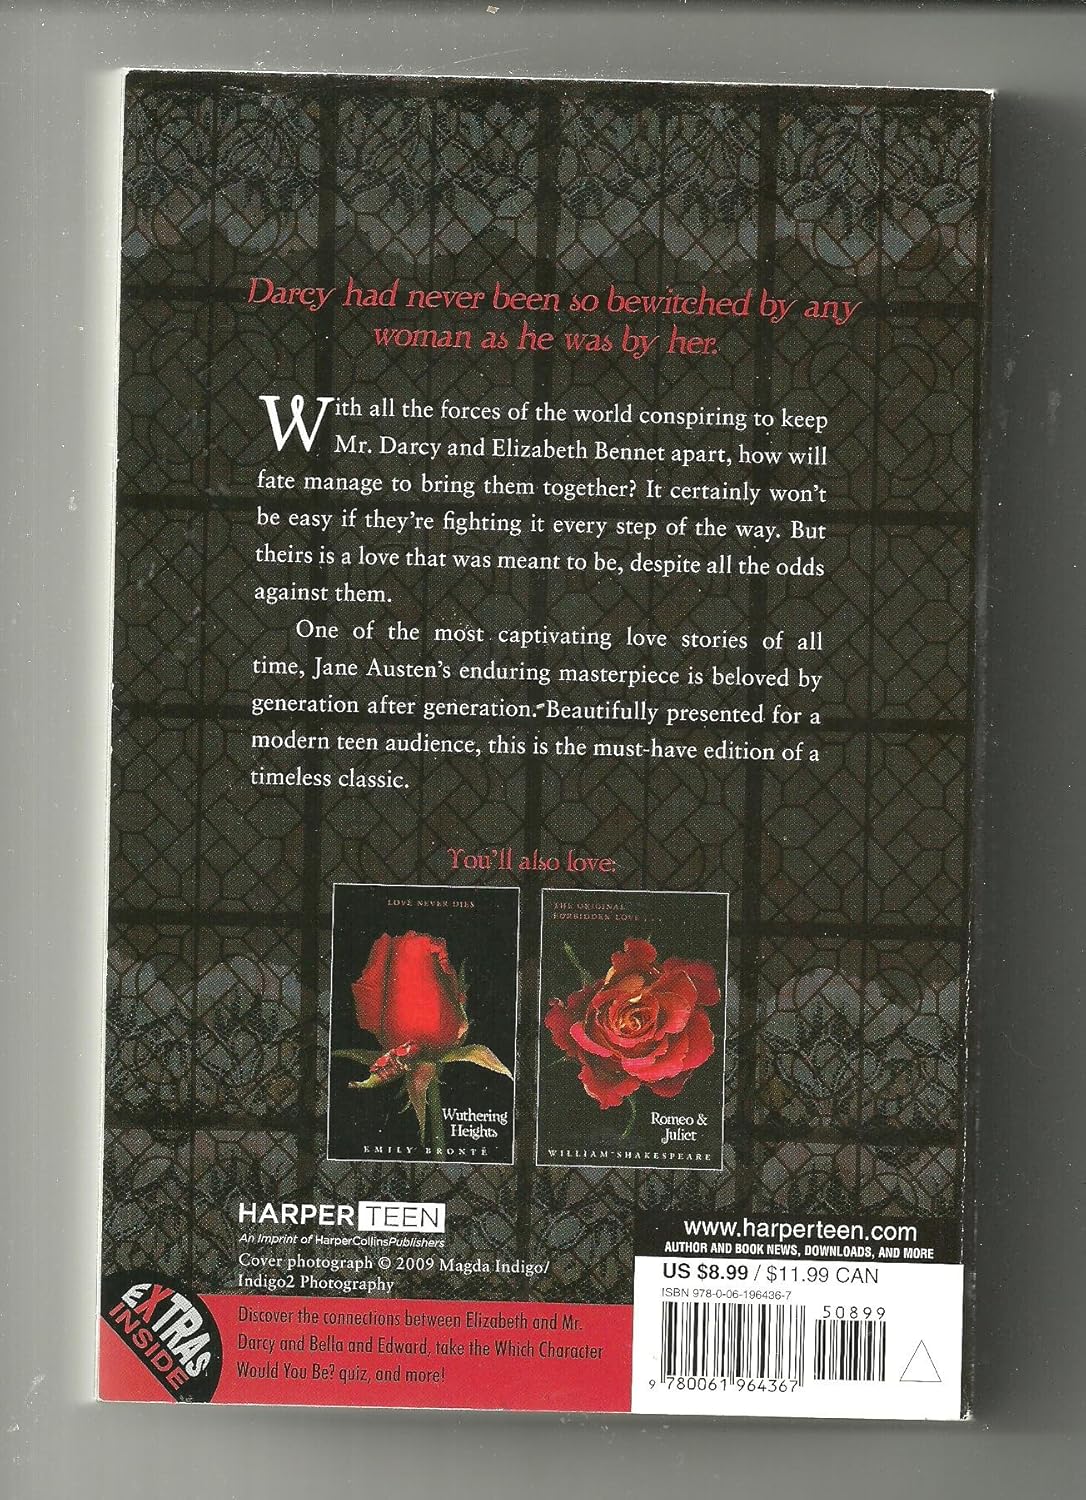 Darcy had never been so bewitched by any
woman as he was by her.
With all the forces of the world conspiring to keep
Mr. Darcy and Elizabeth Bennet apart, how will
fate manage to bring them together? It certainly won't
be easy if they're fighting it every step of the way. But
theirs is a love that was meant to be, despite all the odds
against them.
One of the most captivating love stories of all
time, Jane Austen's enduring masterpiece is beloved by
generation after generation. Beautifully presented for a
modern teen audience, this is the must-have edition of a
timeless classic.
You'll also love:
LOVE NEVER DIES
Wuthering
Heights
EMILY BRONTË
THE ORIGINAL
FORBIDDEN LOVE . . .
Romeo &
Juliet
WILLIAM SHAKESPEARE
HARPER TEEN
An Imprint of HarperCollinsPublishers
Cover photograph © 2009 Magda Indigo/
Indigo2 Photography
EXTRAS
INSIDE
Discover the connections between Elizabeth and Mr.
Darcy and Bella and Edward, take the Which Character
Would You Be? quiz, and more!
www.harperteen.com
AUTHOR AND BOOK NEWS, DOWNLOADS, AND MORE
US $8.99 / $11.99 CAN
ISBN 978-0-06-196436-7
50899
9 780061 964367